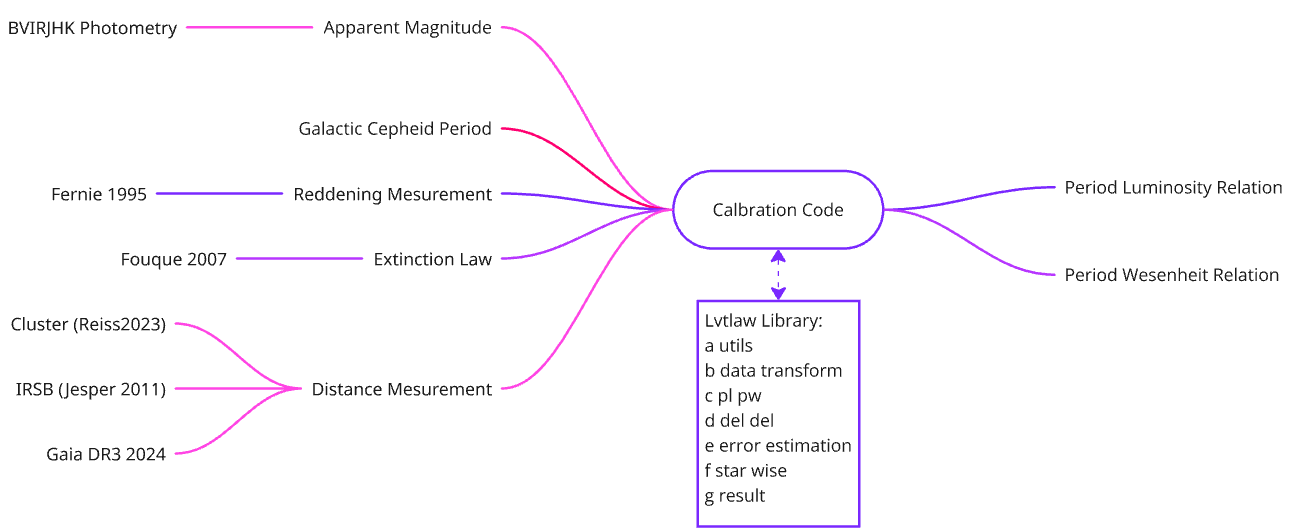 BVIRJHK Photometry
Apparent Magnitude
Galactic Cepheid Period
Fernie 1995
Reddening Mesurement
Fouque 2007
Extinction Law
Cluster (Reiss2023)
IRSB (Jesper 2011)
Distance Mesurement
Gaia DR3 2024
Calbration Code
Lvtlaw Library:
a utils
b data transform
c pl pw
d del del
e error estimation
f star wise
g result
Period Luminosity Relation
Period Wesenheit Relation